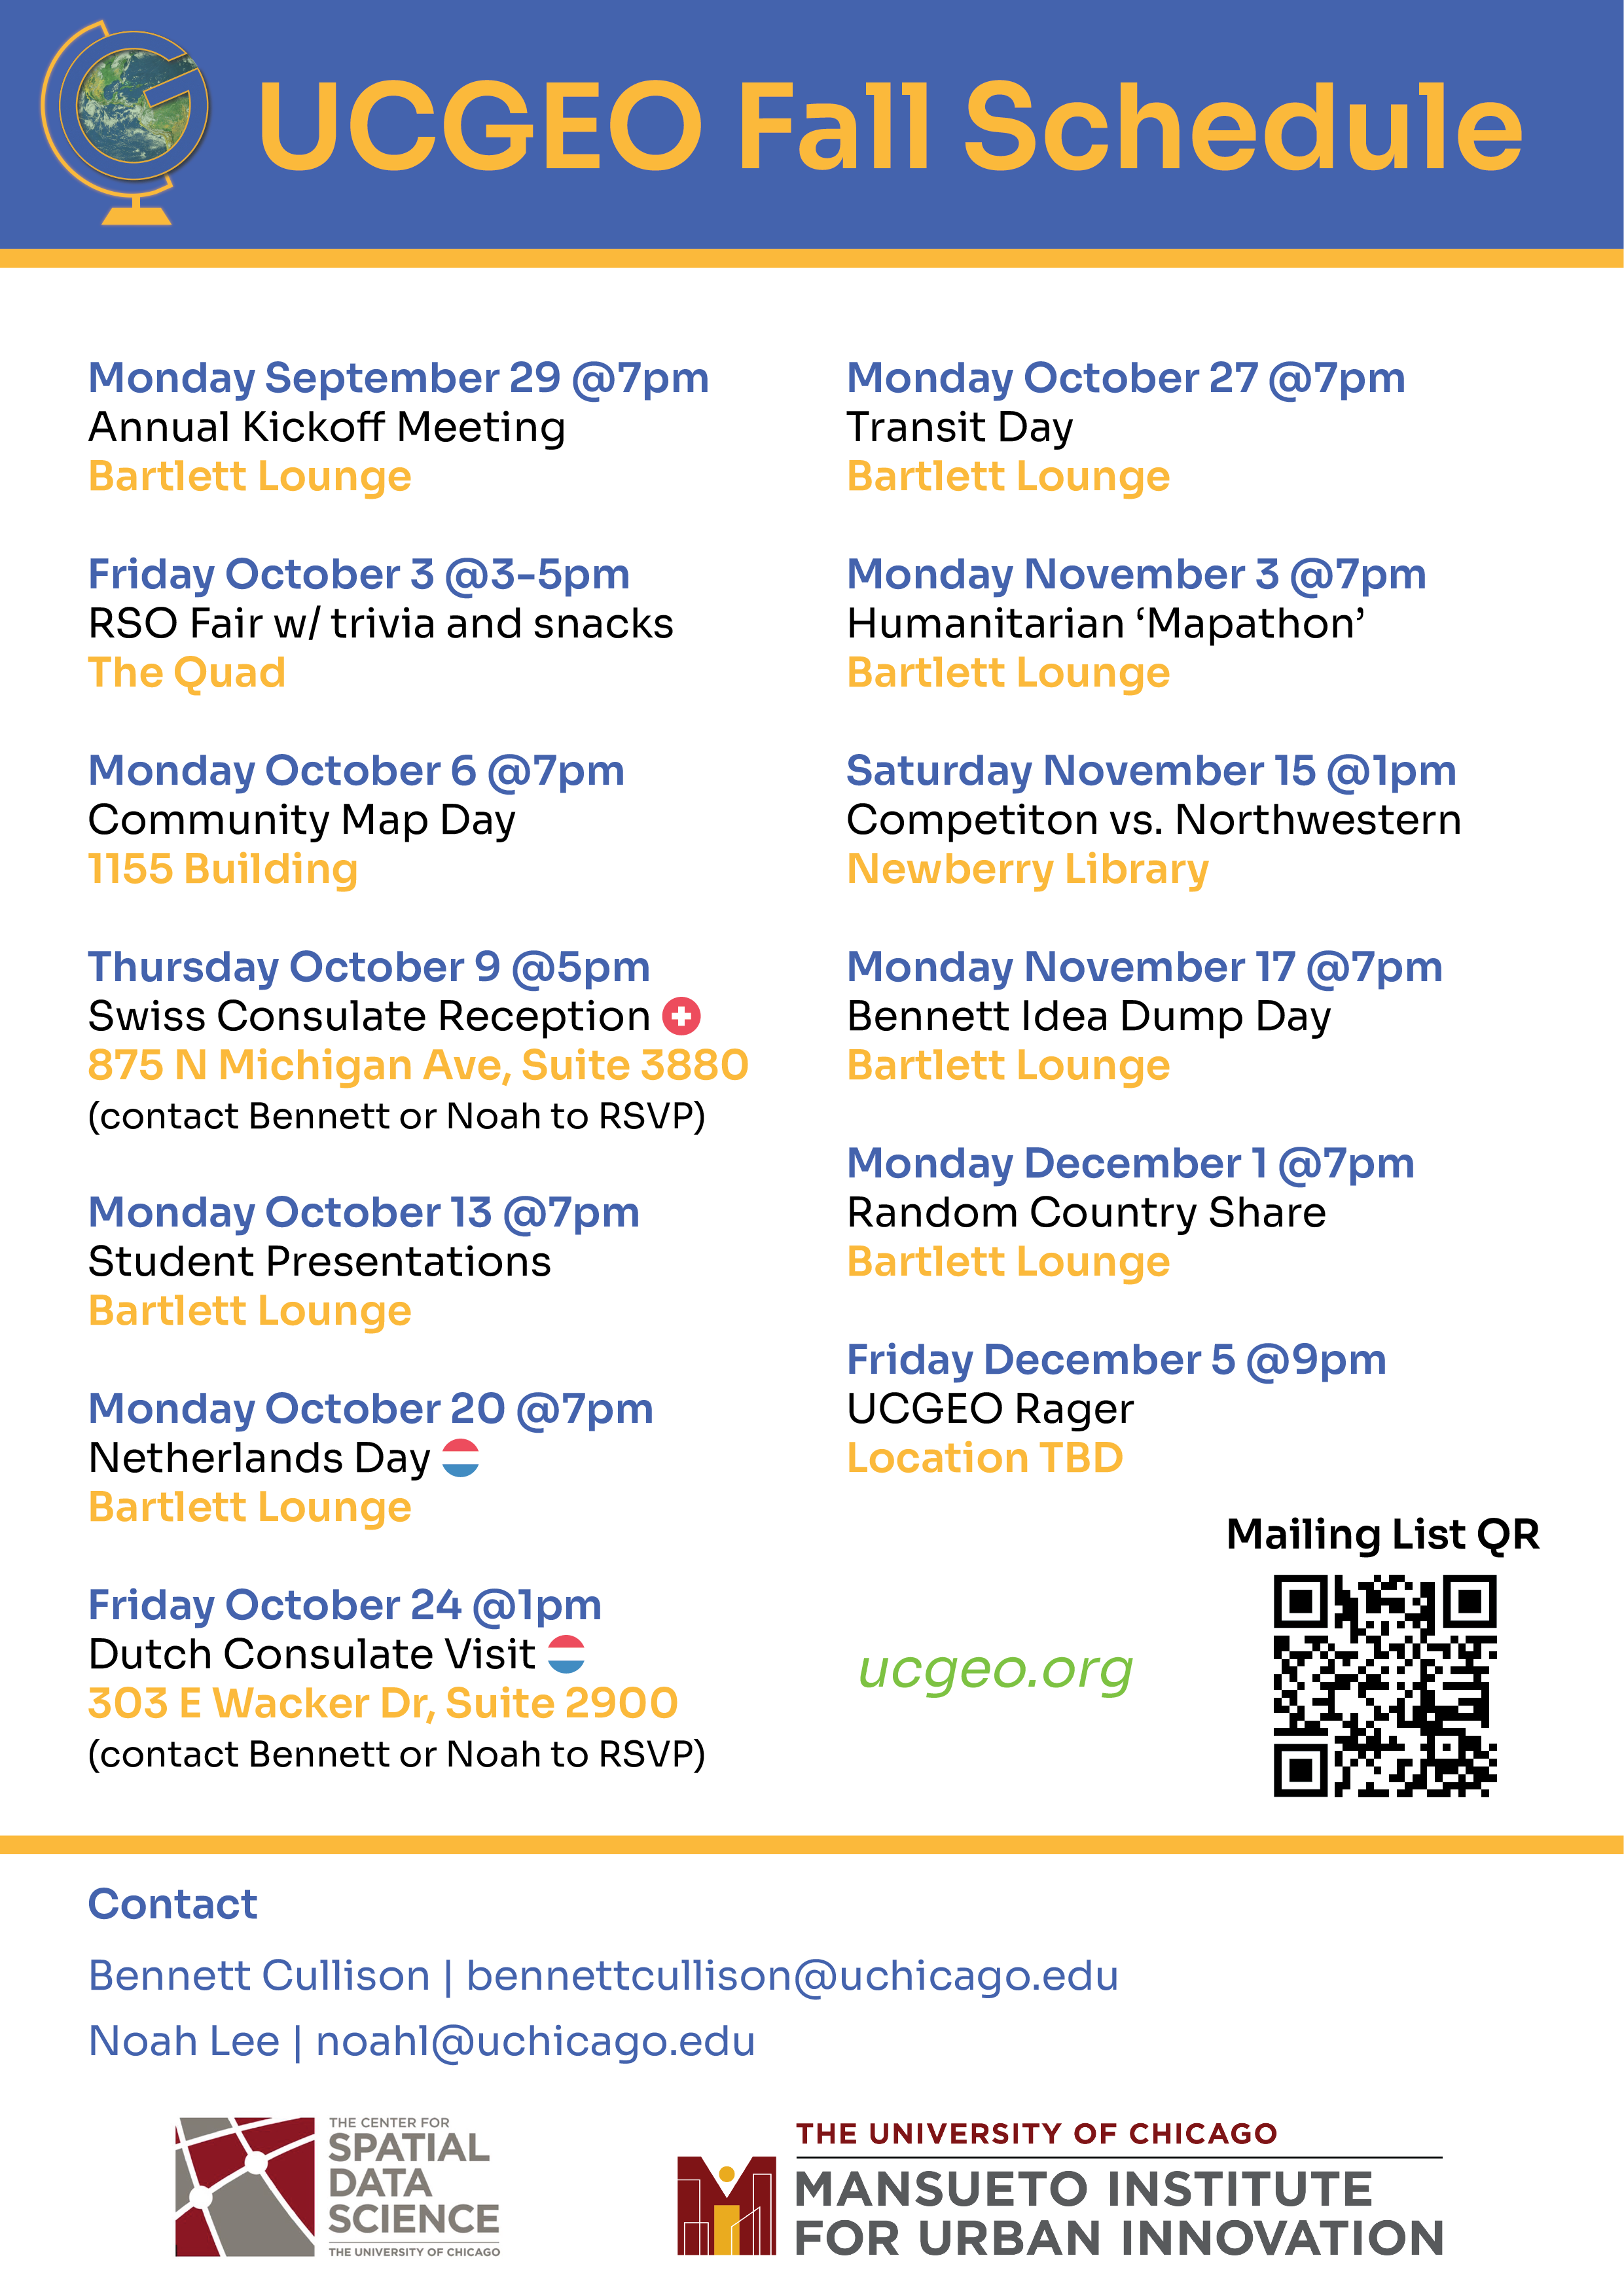 UCGEO Fall Schedule
Monday September 29 @7pm
Annual Kickoff Meeting
Bartlett Lounge
Friday October 3 @3-5pm
RSO Fair w/ trivia and snacks
The Quad
Monday October 6 @7pm
Community Map Day
1155 Building
Thursday October 9 @5pm
Swiss Consulate Reception
875 N Michigan Ave, Suite 3880
(contact Bennett or Noah to RSVP)
Monday October 13 @7pm
Student Presentations
Bartlett Lounge
Monday October 20 @7pm
Netherlands Day
Bartlett Lounge
Friday October 24 @1pm
Dutch Consulate Visit
303 E Wacker Dr, Suite 2900
(contact Bennett or Noah to RSVP)
Monday October 27 @7pm
Transit Day
Bartlett Lounge
Monday November 3 @7pm
Humanitarian ‘Mapathon’
Bartlett Lounge
Saturday November 15 @1pm
Competiton vs. Northwestern
Newberry Library
Monday November 17 @7pm
Bennett Idea Dump Day
Bartlett Lounge
Monday December 1 @7pm
Random Country Share
Bartlett Lounge
Friday December 5 @9pm
UCGEO Rager
Location TBD
Mailing List QR
ucgeo.org
Contact
Bennett Cullison | bennettcullison@uchicago.edu
Noah Lee | noahl@uchicago.edu
THE CENTER FOR
SPATIAL
DATA
SCIENCE
THE UNIVERSITY OF CHICAGO
THE UNIVERSITY OF CHICAGO
MANSUETO INSTITUTE
FOR URBAN INNOVATION